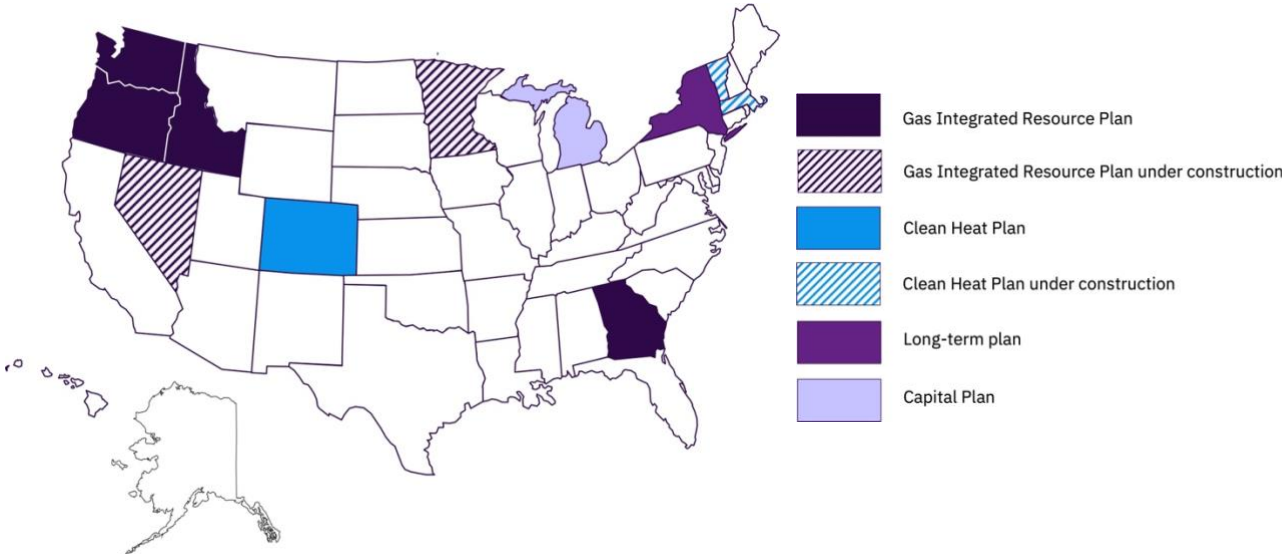 Gas Integrated Resource Plan
Gas Integrated Resource Plan under construction
Clean Heat Plan
Clean Heat Plan under construction
Long-term plan
Capital Plan